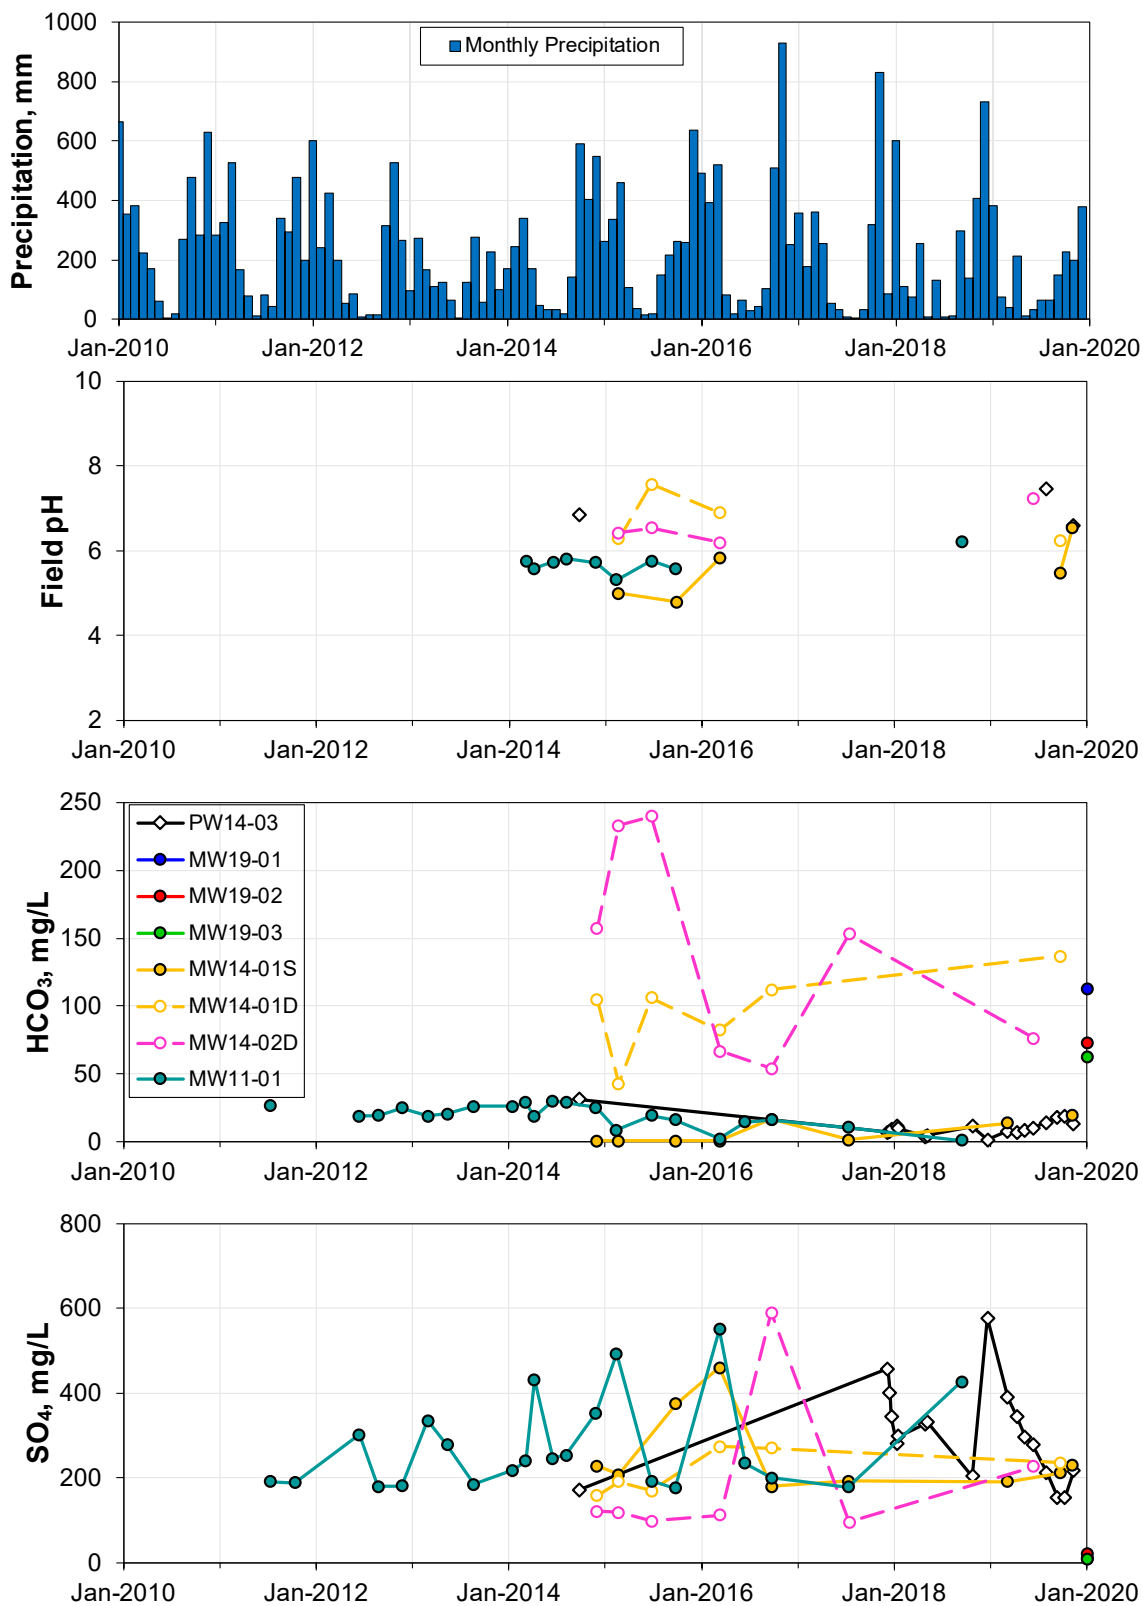 1000
800
600
400
200
0
Precipitation, mm
Monthly Precipitation
Jan-2010 Jan-2012 Jan-2014 Jan-2016 Jan-2018 Jan-2020
10
8
6
4
2
Field pH
Jan-2010 Jan-2012 Jan-2014 Jan-2016 Jan-2018 Jan-2020
250
200
150
100
50
0
HCO₃, mg/L
PW14-03
MW19-01
MW19-02
MW19-03
MW14-01S
MW14-01D
MW14-02D
MW11-01
Jan-2010 Jan-2012 Jan-2014 Jan-2016 Jan-2018 Jan-2020
800
600
400
200
0
SO₄, mg/L
Jan-2010 Jan-2012 Jan-2014 Jan-2016 Jan-2018 Jan-2020